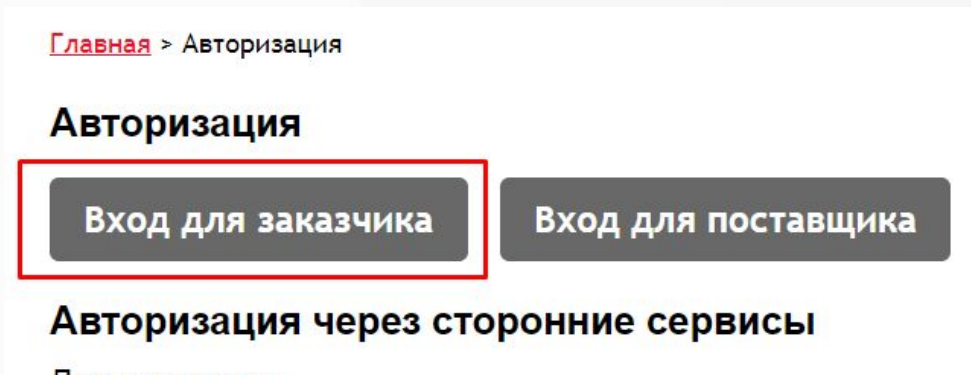 Главная > Авторизация
Авторизация
Вход для заказчика
Вход для поставщика
Авторизация через сторонние сервисы